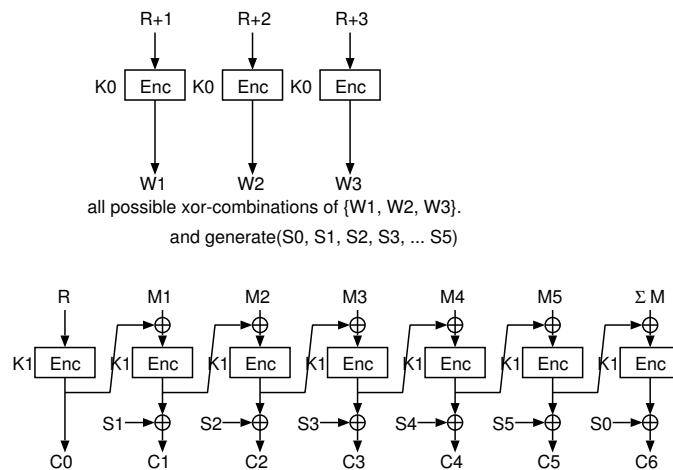 R+1 R+2 R+3
K0 Enc K0 Enc K0 Enc
W1 W2 W3
all possible xor-combinations of {W1, W2, W3}.
and generate(S0, S1, S2, S3, ... S5)
R M1 M2 M3 M4 M5 Σ M
K1 Enc K1 Enc K1 Enc K1 Enc K1 Enc K1 Enc K1 Enc
S1 S2 S3 S4 S5 S0
C0 C1 C2 C3 C4 C5 C6